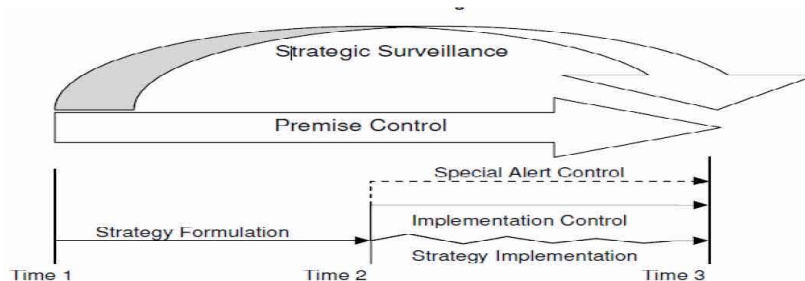 Strategic Surveillance
Premise Control
Special Alert Control
Implementation Control
Strategy Formulation
Strategy Implementation
Time 1 Time 2 Time 3